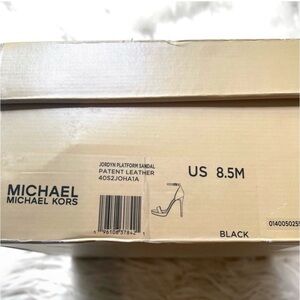 JORDYN PLATFORM SANDAL
PATENT LEATHER
40S2JOHA1A
US 8.5M
MICHAEL
MICHAEL KORS
BLACK